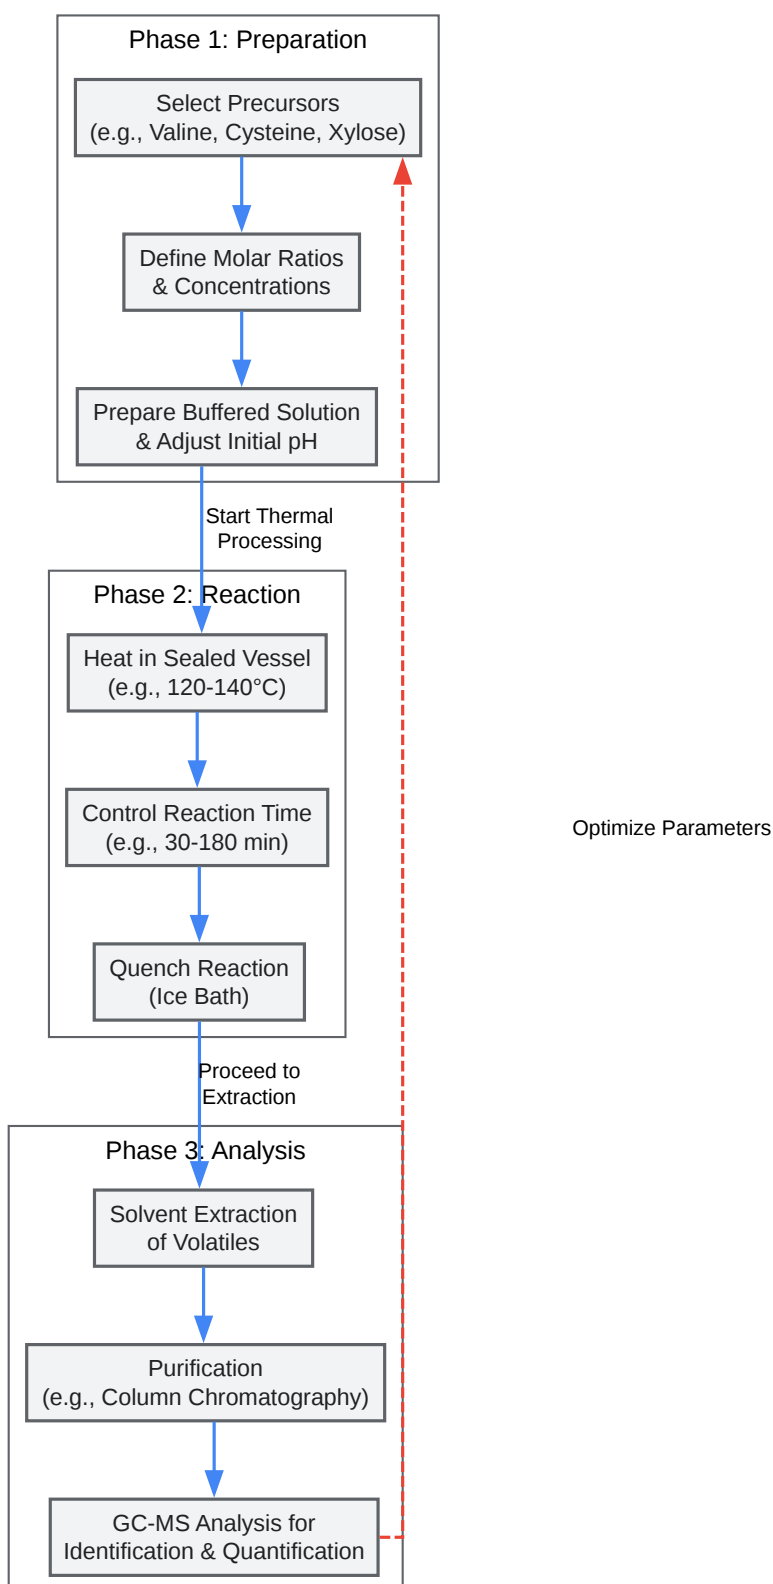 Phase 1: Preparation
Select Precursors
(e.g., Valine, Cysteine, Xylose)
Define Molar Ratios
& Concentrations
Prepare Buffered Solution
& Adjust Initial pH
Start Thermal
Processing
Phase 2: Reaction
Heat in Sealed Vessel
(e.g., 120-140°C)
Control Reaction Time
(e.g., 30-180 min)
Optimize Parameters
Quench Reaction
(Ice Bath)
Proceed to
Extraction
Phase 3: Analysis
Solvent Extraction
of Volatiles
Purification
(e.g., Column Chromatography)
GC-MS Analysis for
Identification & Quantification